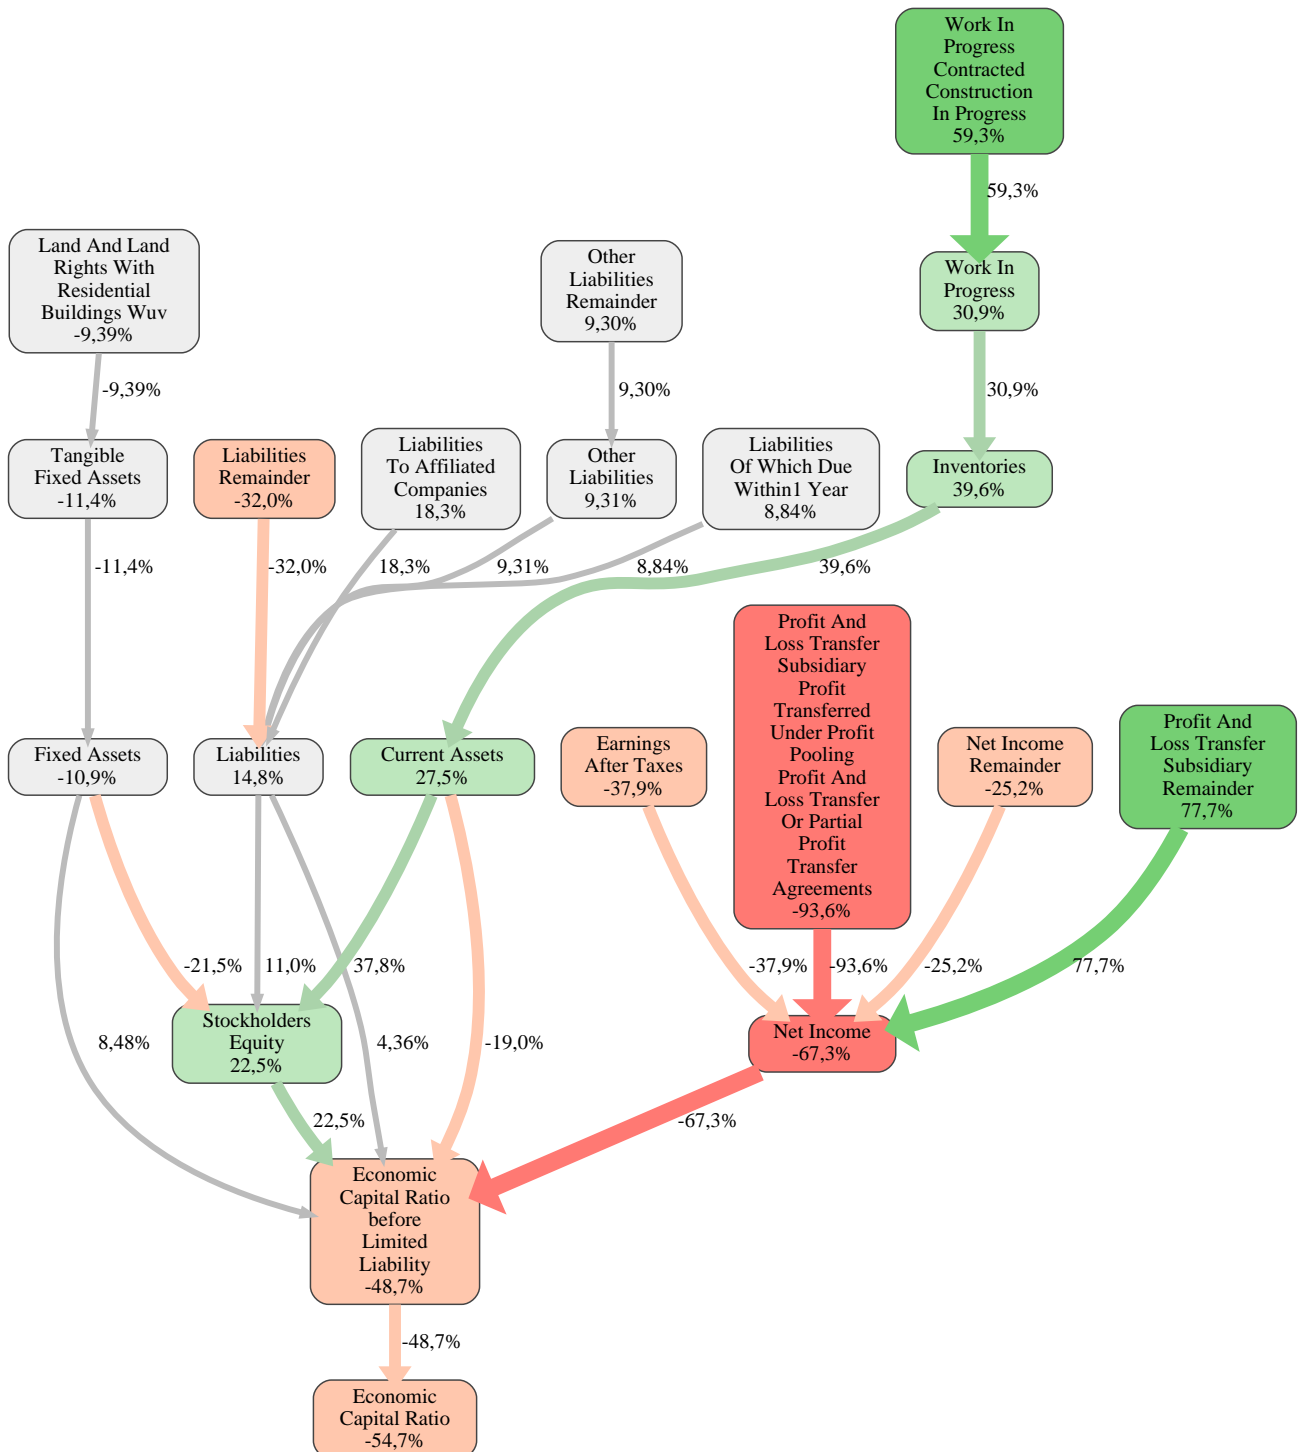 Work In
Progress
Contracted
Construction
In Progress
59,3%
59,3%
Land And Land
Rights With
Residential
Buildings Wuv
-9,39%
Other
Liabilities
Remainder
9,30%
Work In
Progress
30,9%
-9,39%
9,30%
30,9%
Tangible
Fixed Assets
-11,4%
Liabilities
Remainder
-32,0%
Liabilities
To Affiliated
Companies
18,3%
Other
Liabilities
9,31%
Liabilities
Of Which Due
Within1 Year
8,84%
Inventories
39,6%
-11,4%
-32,0%
18,3%
9,31%
8,84%
39,6%
Fixed Assets
-10,9%
Liabilities
14,8%
Current Assets
27,5%
Earnings
After Taxes
-37,9%
Profit And
Loss Transfer
Subsidiary
Profit
Transferred
Under Profit
Pooling
Profit And
Loss Transfer
Or Partial
Profit
Transfer
Agreements
-93,6%
Net Income
Remainder
-25,2%
Profit And
Loss Transfer
Subsidiary
Remainder
77,7%
-21,5%
11,0%
37,8%
-37,9%
-93,6%
-25,2%
77,7%
Stockholders
Equity
22,5%
Net Income
-67,3%
8,48%
4,36%
-19,0%
22,5%
-67,3%
Economic
Capital Ratio
before
Limited
Liability
-48,7%
-48,7%
Economic
Capital Ratio
-54,7%